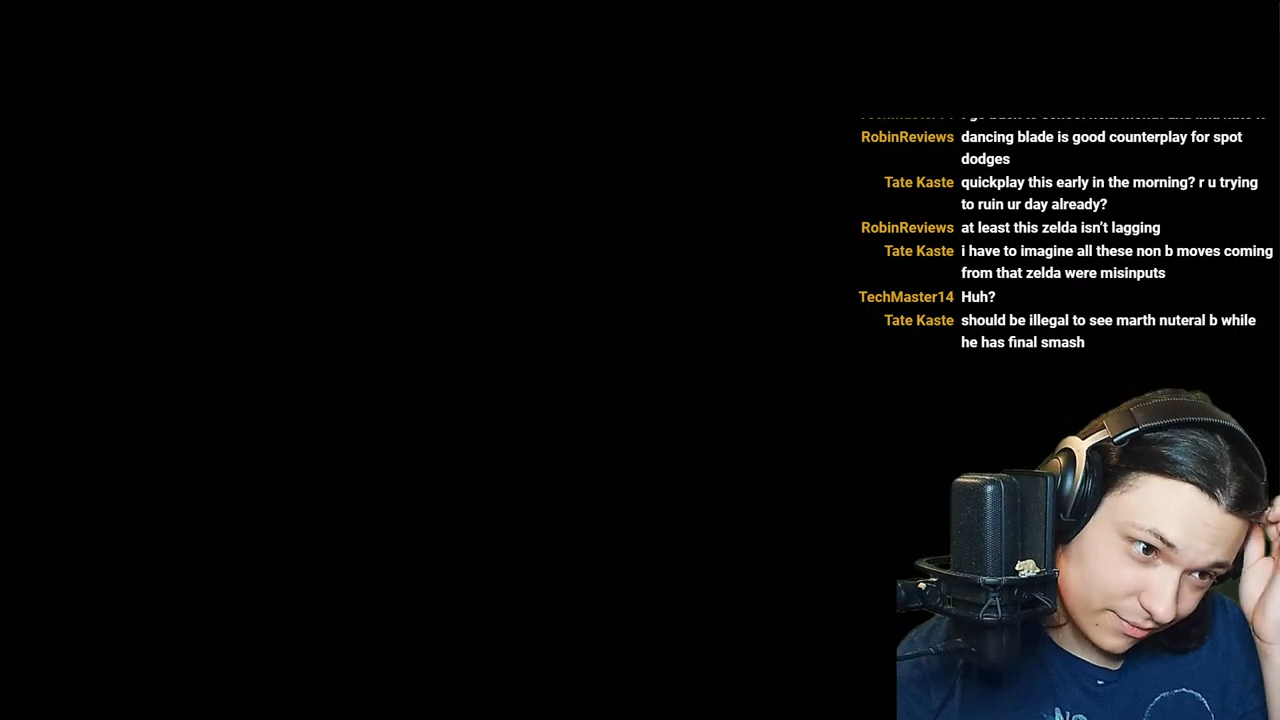 RobinReviews dancing blade is good counterplay for spot
dodges
Tate Kaste quickplay this early in the morning? r u trying
to ruin ur day already?
RobinReviews at least this zelda isn't lagging
Tate Kaste i have to imagine all these non b moves coming
from that zelda were misinputs
TechMaster14 Huh?
Tate Kaste should be illegal to see marth nuteral b while
he has final smash